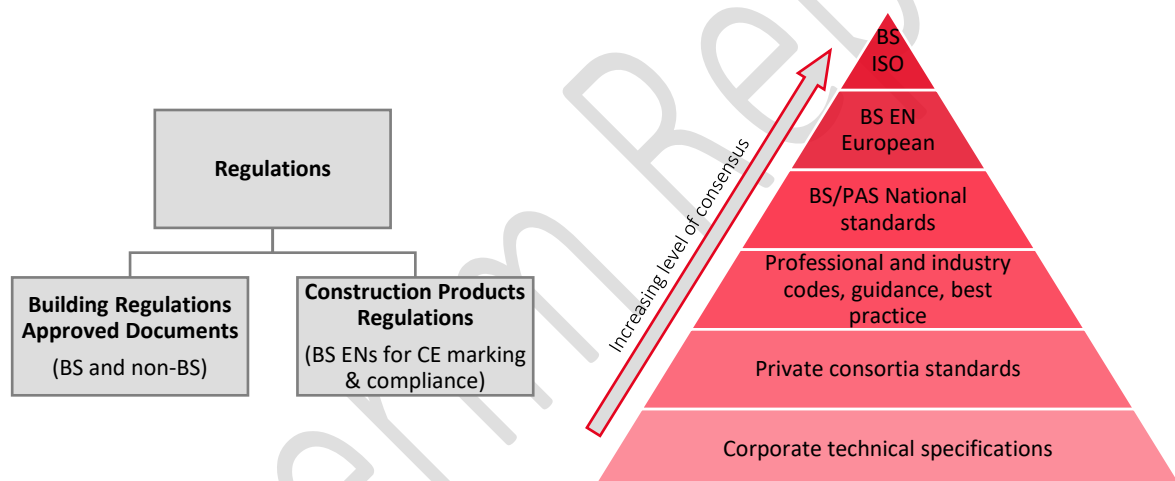 Regulations
Building Regulations
Approved Documents
(BS and non-BS)
Construction Products
Regulations
(BS ENs for CE marking
& compliance)
Increasing level of consensus
BS
ISO
BS EN
European
BS/PAS National
standards
Professional and industry
codes, guidance, best
practice
Private consortia standards
Corporate technical specifications